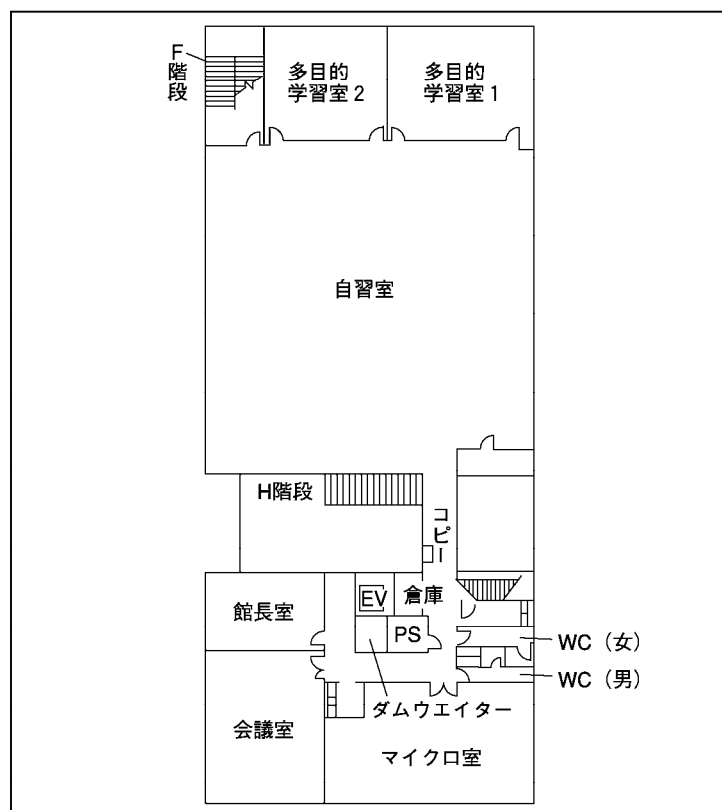 F階段
多目的
学習室2
多目的
学習室1
自習室
H階段
コピー
EV
倉庫
館長室
PS
WC（女）
WC（男）
ダムウエイター
会議室
マイクロ室